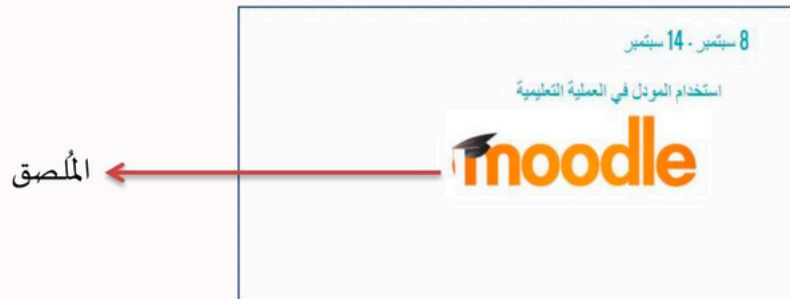 8 سبتمبر - 14 سبتمبر
استخدام المودل في العملية التعليمية
moodle
المُلصق